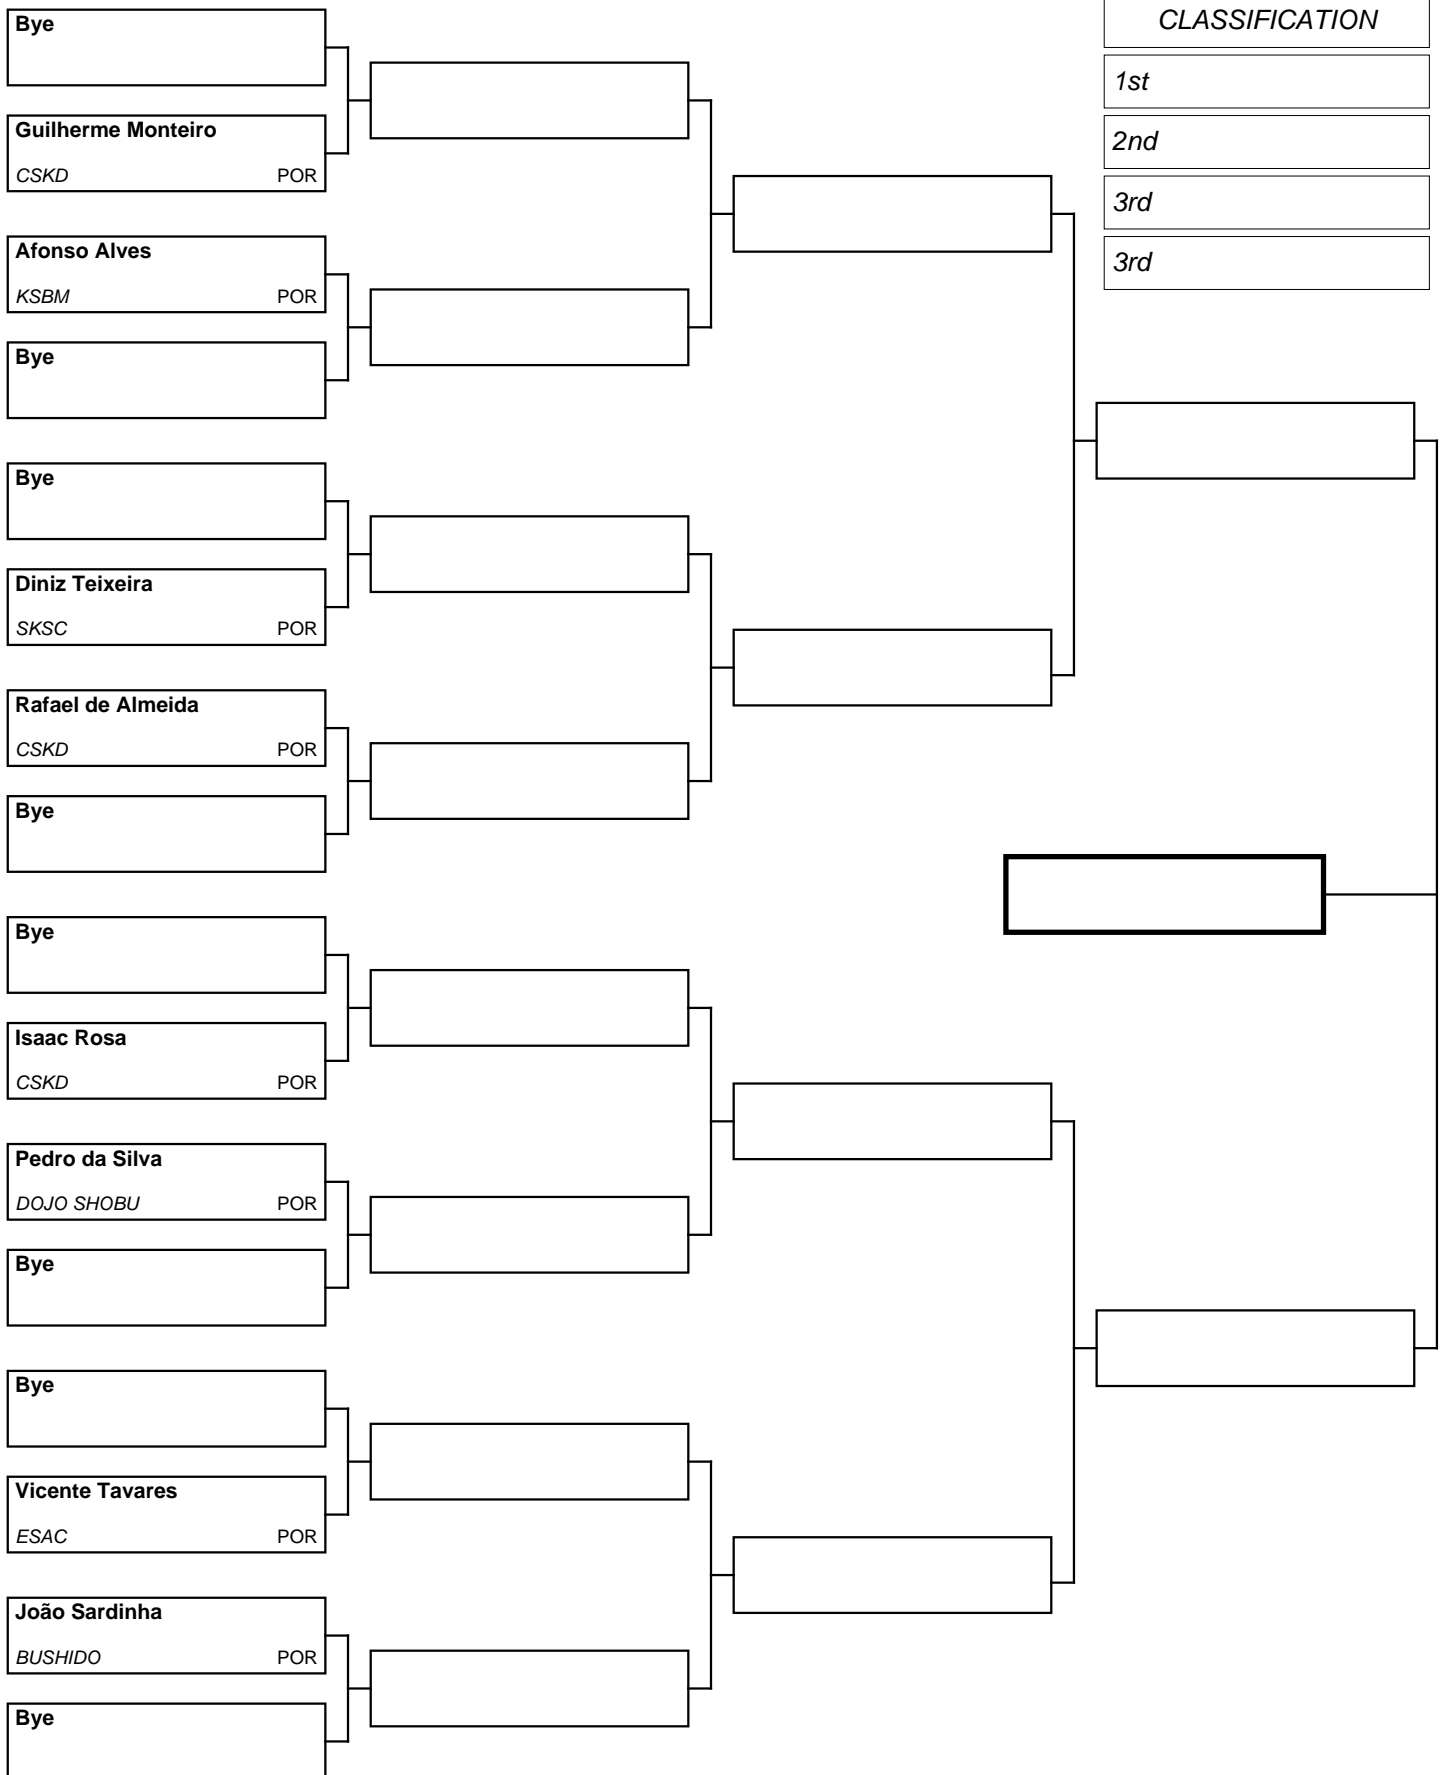 Bye
Guilherme Monteiro
CSKD POR
Afonso Alves
KSBM POR
Bye
Bye
Diniz Teixeira
SKSC POR
Rafael de Almeida
CSKD POR
Bye
Bye
Isaac Rosa
CSKD POR
Pedro da Silva
DOJO SHOBU POR
Bye
Bye
Vicente Tavares
ESAC POR
João Sardinha
BUSHIDO POR
Bye
CLASSIFICATION
1st
2nd
3rd
3rd